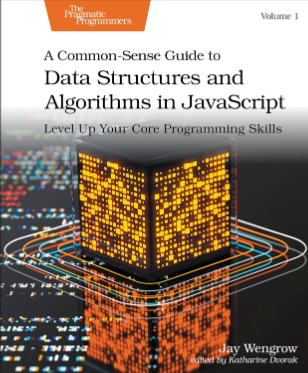 The
Pragmatic
Programmers
Volume 1
A Common-Sense Guide to
Data Structures and
Algorithms in JavaScript
Level Up Your Core Programming Skills
Jay Wengrow
edited by Katharine Dvorak